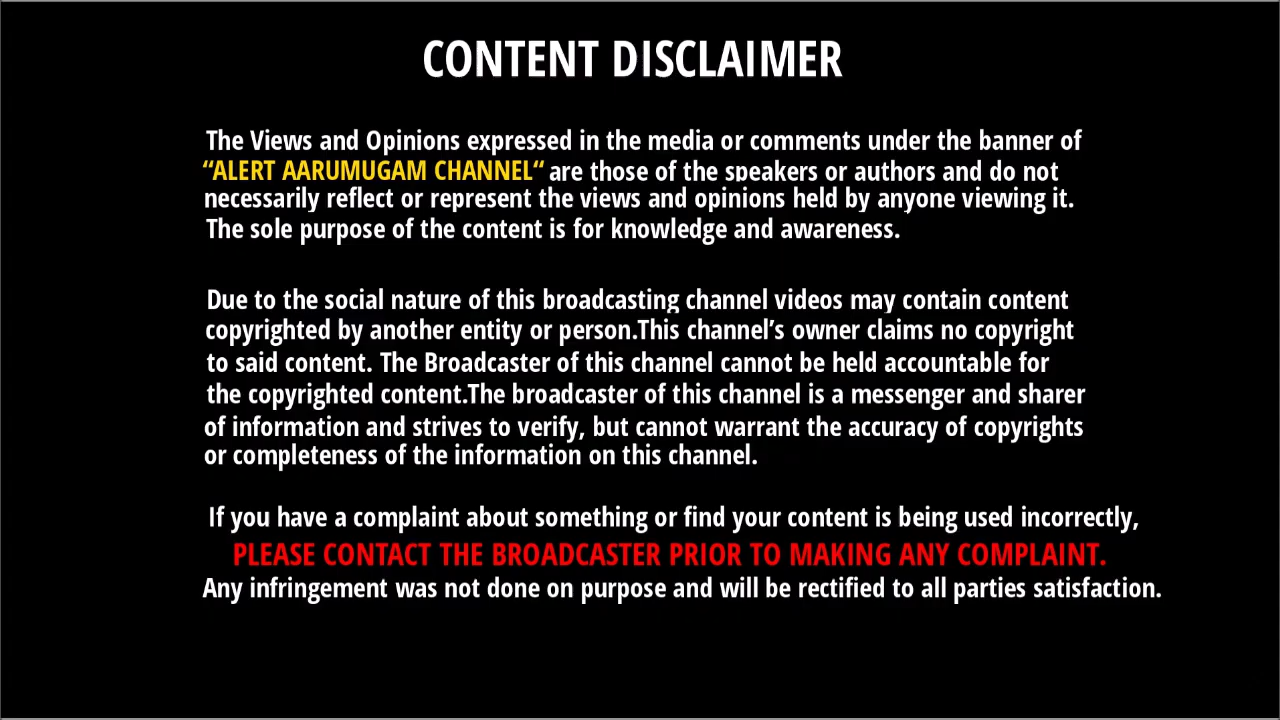 CONTENT DISCLAIMER
The Views and Opinions expressed in the media or comments under the banner of
“ALERT AARUMUGAM CHANNEL“ are those of the speakers or authors and do not
necessarily reflect or represent the views and opinions held by anyone viewing it.
The sole purpose of the content is for knowledge and awareness.
Due to the social nature of this broadcasting channel videos may contain content
copyrighted by another entity or person.This channel’s owner claims no copyright
to said content. The Broadcaster of this channel cannot be held accountable for
the copyrighted content.The broadcaster of this channel is a messenger and sharer
of information and strives to verify, but cannot warrant the accuracy of copyrights
or completeness of the information on this channel.
If you have a complaint about something or find your content is being used incorrectly,
PLEASE CONTACT THE BROADCASTER PRIOR TO MAKING ANY COMPLAINT.
Any infringement was not done on purpose and will be rectified to all parties satisfaction.